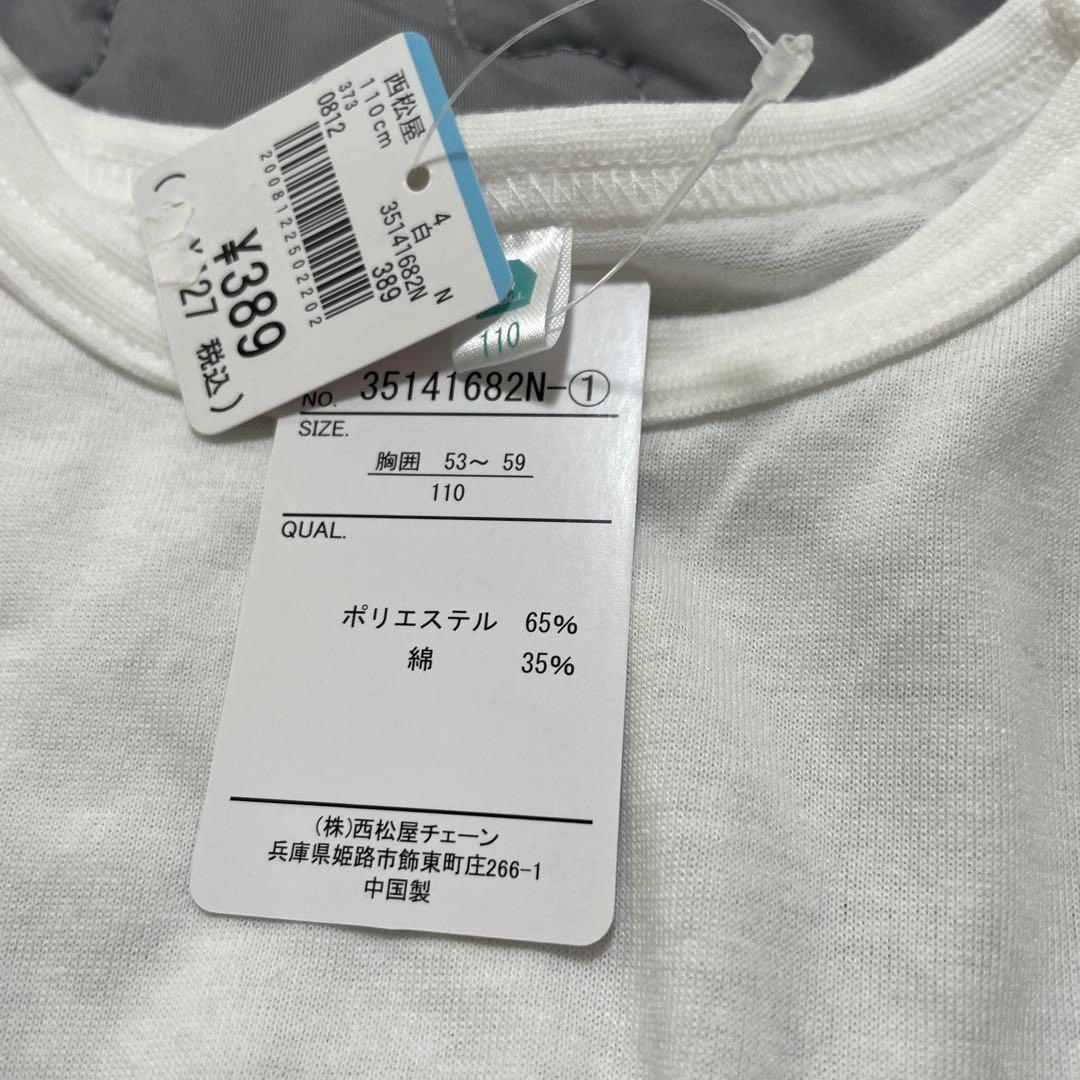 西松屋
110cm
373
0812
2008122502202
4 白 N
35141682N
389
¥389
税込)
110
NO. 35141682N-①
SIZE.
胸囲 53～ 59
110
QUAL.
ポリエステル 65%
綿 35%
(株)西松屋チェーン
兵庫県姫路市飾東町庄266-1
中国製